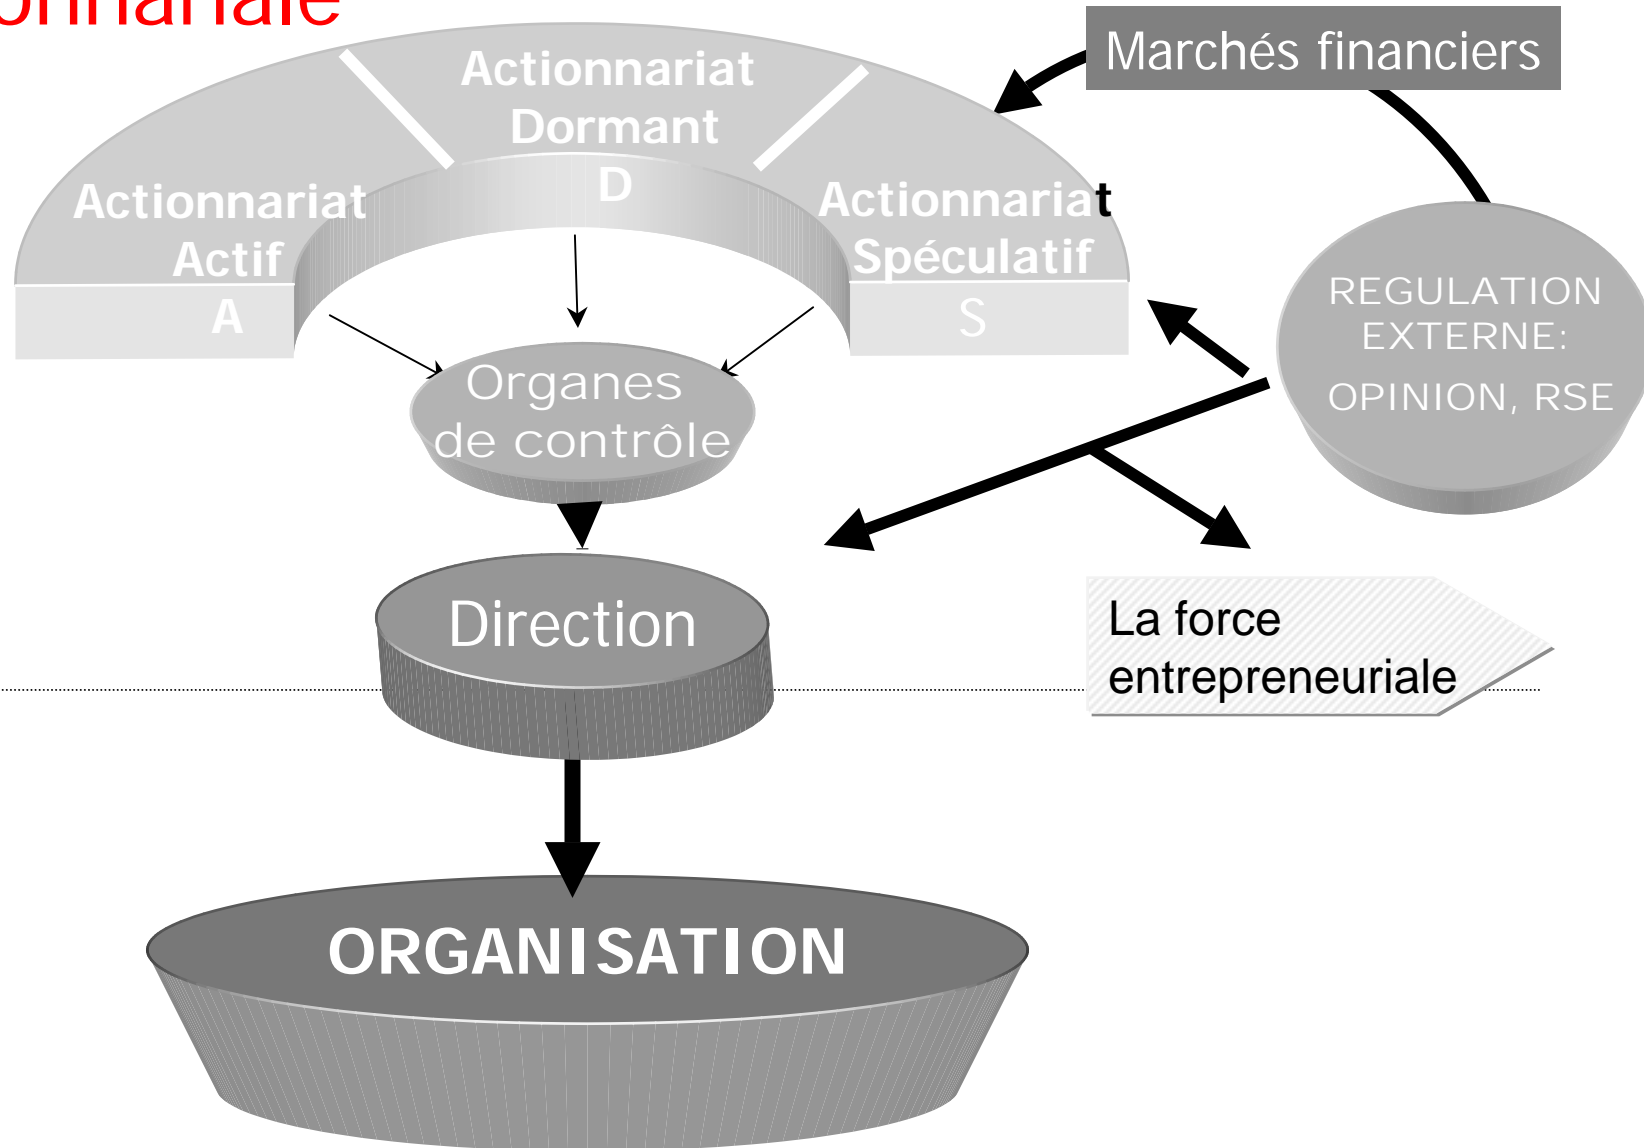 Marchés financiers
Actionnariat
Dormant
D
Actionnariat
Actif
A
Actionnariat
Spéculatif
S
REGULATION
EXTERNE:
OPINION, RSE
Organes
de contrôle
Direction
La force
entrepreneuriale
ORGANISATION